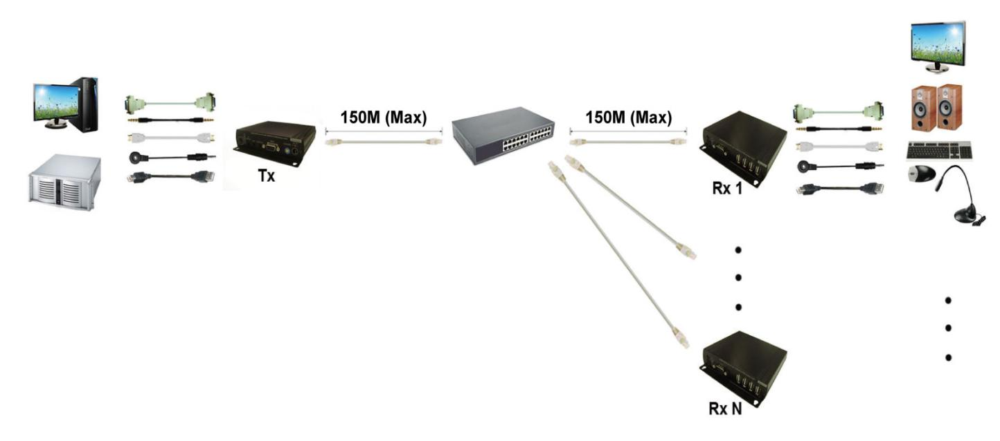 150M (Max)
150M (Max)
Tx
Rx 1
Rx N